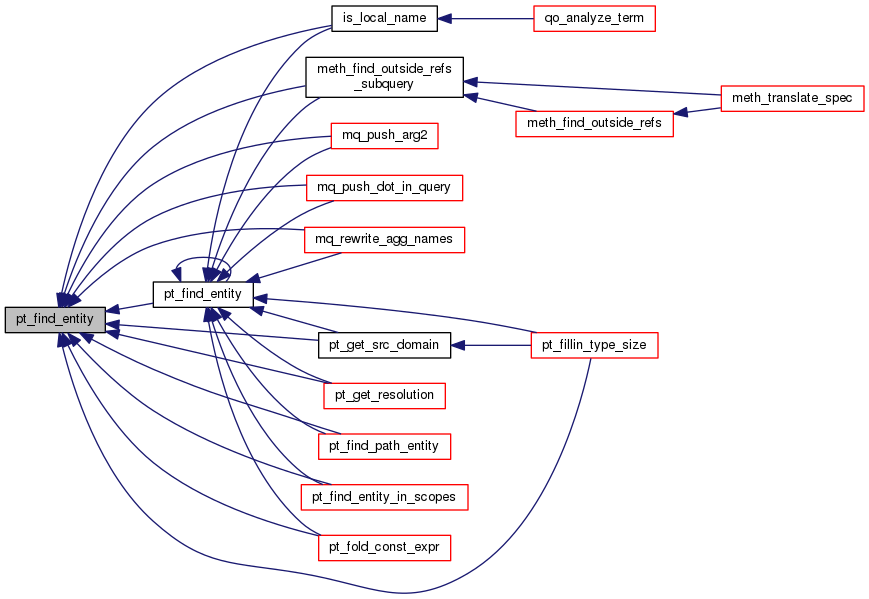 is_local_name
qo_analyze_term
meth_find_outside_refs
_subquery
meth_translate_spec
meth_find_outside_refs
mq_push_arg2
mq_push_dot_in_query
mq_rewrite_agg_names
pt_find_entity
pt_find_entity
pt_get_src_domain
pt_fillin_type_size
pt_get_resolution
pt_find_path_entity
pt_find_entity_in_scopes
pt_fold_const_expr